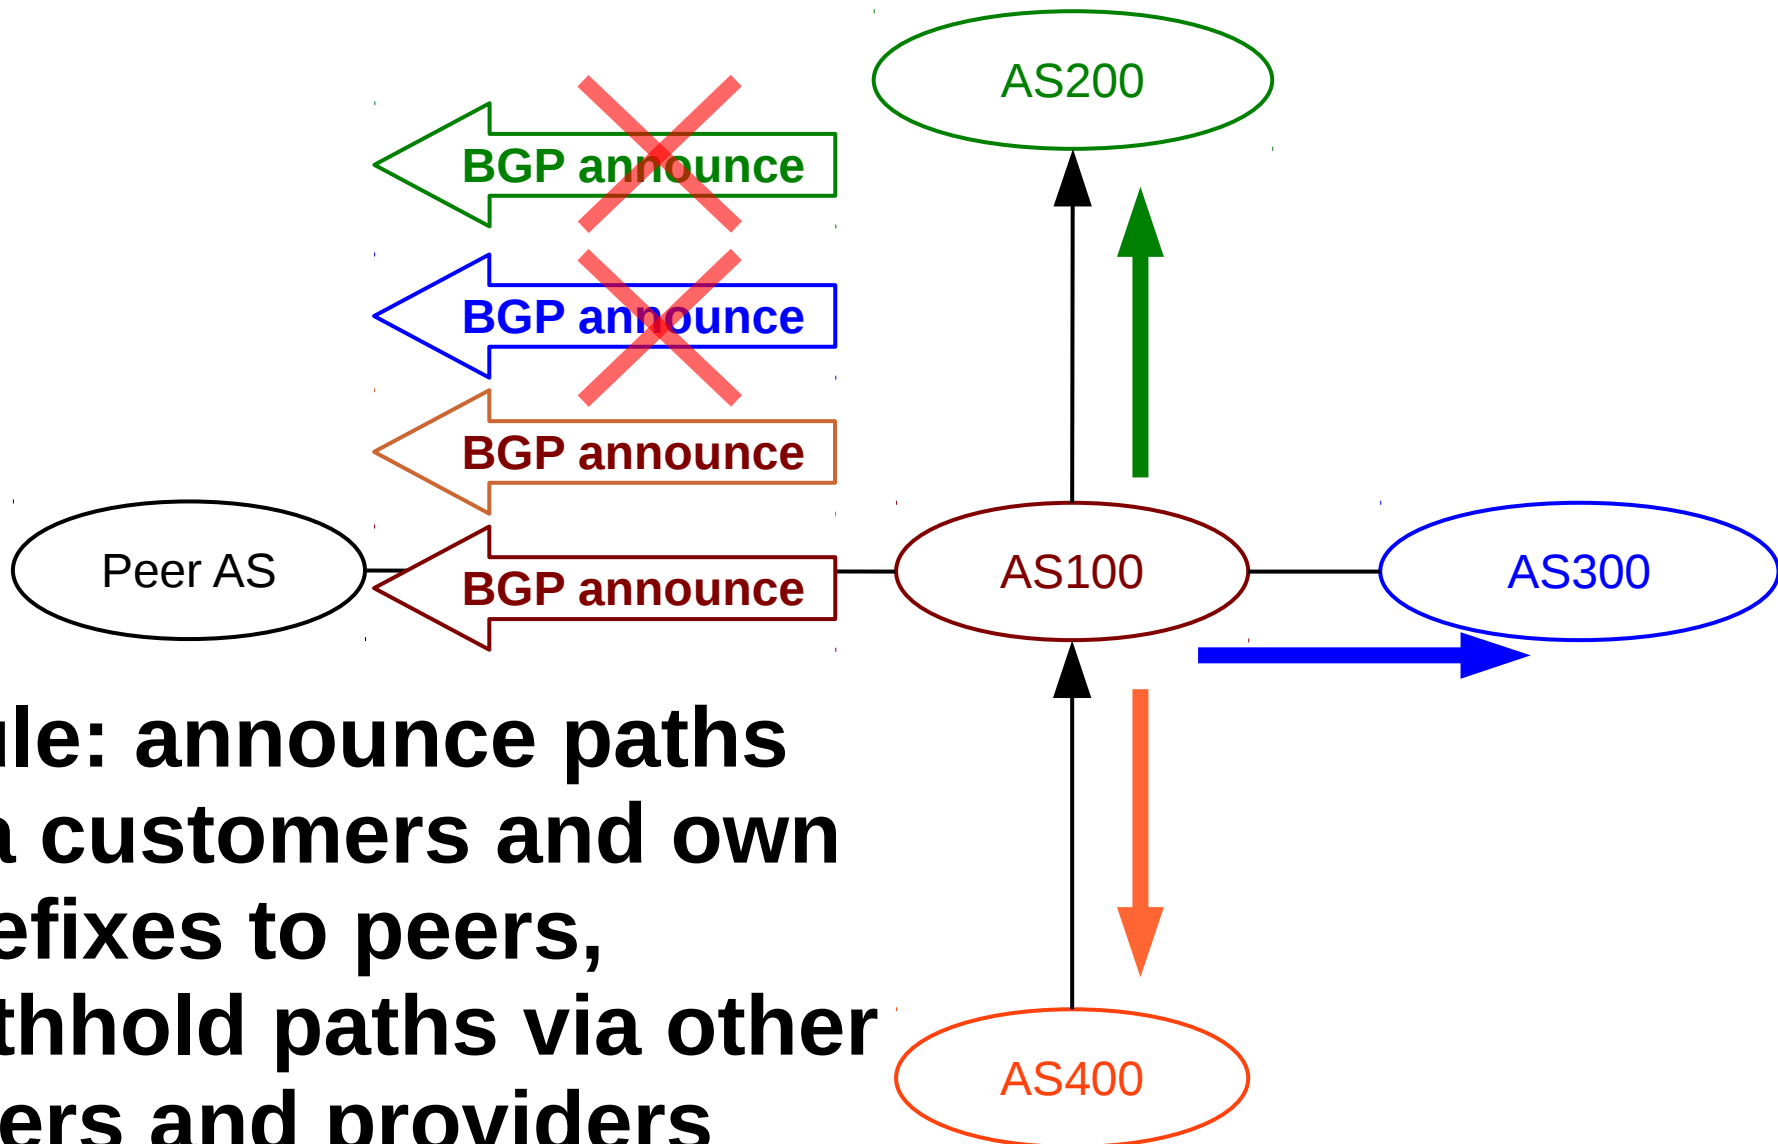 AS200
BGP announce
BGP announce
BGP announce
Peer AS
BGP announce
AS100
AS300
ule: announce paths
a customers and own
efixes to peers,
thhold paths via other
ers and providers
AS400